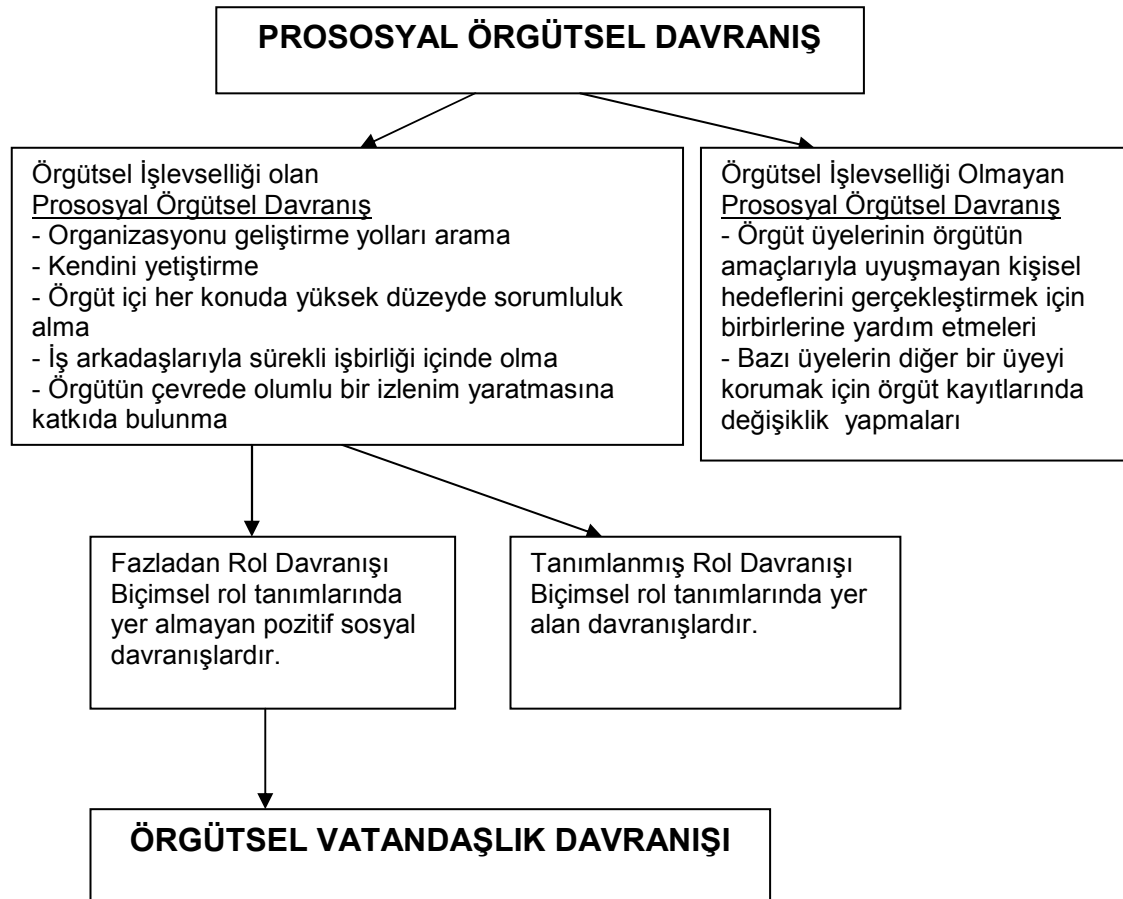 PROSOSYAL ÖRGÜTSEL DAVRANIŞ
Örgütsel İşlevselliği olan
Prososyal Örgütsel Davranış
- Organizasyonu geliştirme yolları arama
- Kendini yetiştirme
- Örgüt içi her konuda yüksek düzeyde sorumluluk
alma
- İş arkadaşlarıyla sürekli işbirliği içinde olma
- Örgütün çevrede olumlu bir izlenim yaratmasına
katkıda bulunma
Örgütsel İşlevselliği Olmayan
Prososyal Örgütsel Davranış
- Örgüt üyelerinin örgütün
amaçlarıyla uyuşmayan kişisel
hedeflerini gerçekleştirmek için
birbirlerine yardım etmeleri
- Bazı üyelerin diğer bir üyeyi
korumak için örgüt kayıtlarında
değişiklik yapmaları
Fazladan Rol Davranışı
Biçimsel rol tanımlarında
yer almayan pozitif sosyal
davranışlardır.
Tanımlanmış Rol Davranışı
Biçimsel rol tanımlarında yer
alan davranışlardır.
ÖRGÜTSEL VATANDAŞLIK DAVRANIŞI